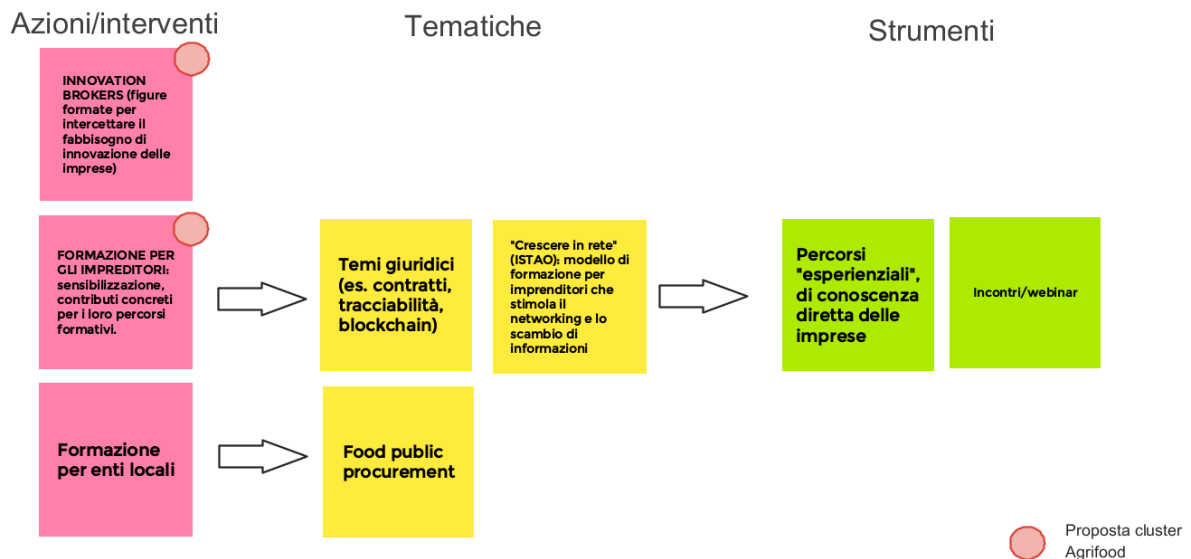 Azioni/interventi
Tematiche
Strumenti
INNOVATION
BROKERS (figure
formate per
intercettare il
fabbisogno di
innovazione delle
imprese)
FORMAZIONE PER
GLI IMPREDITORI:
sensibilizzazione,
contributi concreti
per i loro percorsi
formativi.
Temi giuridici
(es. contratti,
tracciabilità,
blockchain)
"Crescere in rete"
(ISTAO): modello di
formazione per
imprenditori che
stimola il
networking e lo
scambio di
informazioni
Percorsi
"esperienziali",
di conoscenza
diretta delle
imprese
Incontri/webinar
Formazione
per enti locali
Food public
procurement
Proposta cluster
Agrifood